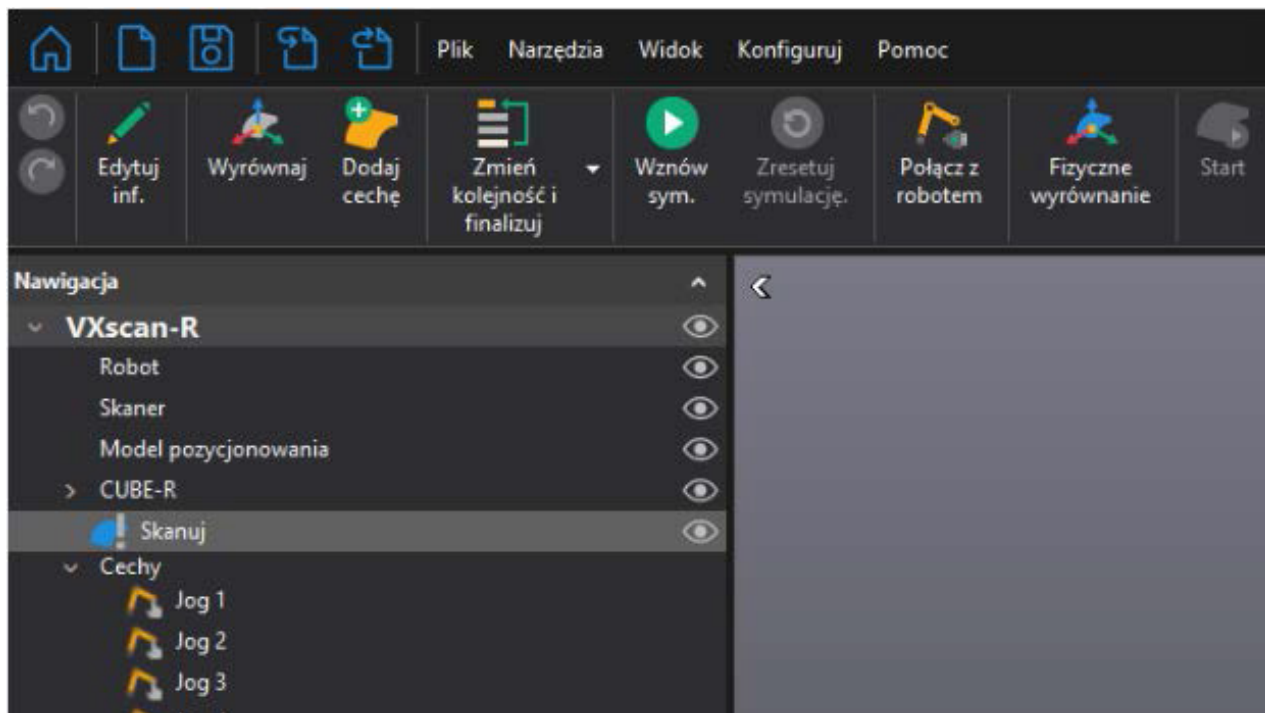 Plik Narzędzia Widok Konfiguruj Pomoc
Edytuj inf.
Wyrównaj
Dodaj cechę
Zmień kolejność i finalizuj
Wznów sym.
Zresetuj symulację.
Połącz z robotem
Fizyczne wyrównanie
Start
Nawigacja
VXscan-R
Robot
Skaner
Model pozycjonowania
CUBE-R
Skanuj
Cechy
Jog 1
Jog 2
Jog 3